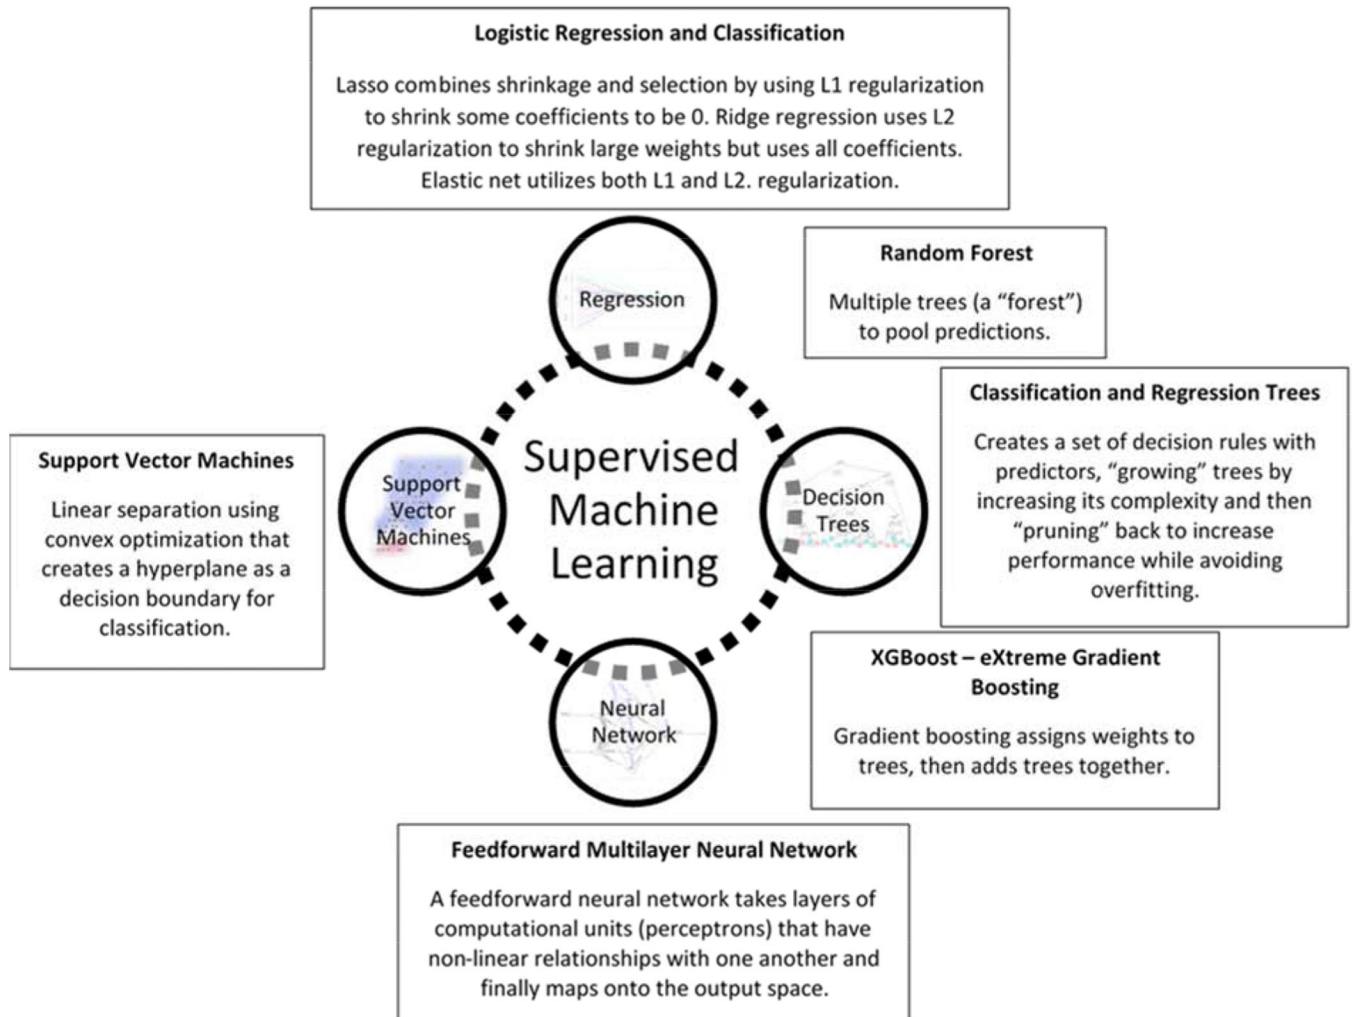 Logistic Regression and Classification
Lasso combines shrinkage and selection by using L1 regularization
to shrink some coefficients to be 0. Ridge regression uses L2
regularization to shrink large weights but uses all coefficients.
Elastic net utilizes both L1 and L2. regularization.
Regression
Random Forest
Multiple trees (a “forest”)
to pool predictions.
Classification and Regression Trees
Creates a set of decision rules with
predictors, “growing” trees by
increasing its complexity and then
“pruning” back to increase
performance while avoiding
overfitting.
Support Vector Machines
Linear separation using
convex optimization that
creates a hyperplane as a
decision boundary for
classification.
Support
Vector
Machines
Supervised
Machine
Learning
Decision
Trees
XGBoost – eXtreme Gradient
Boosting
Gradient boosting assigns weights to
trees, then adds trees together.
Neural
Network
Feedforward Multilayer Neural Network
A feedforward neural network takes layers of
computational units (perceptrons) that have
non-linear relationships with one another and
finally maps onto the output space.